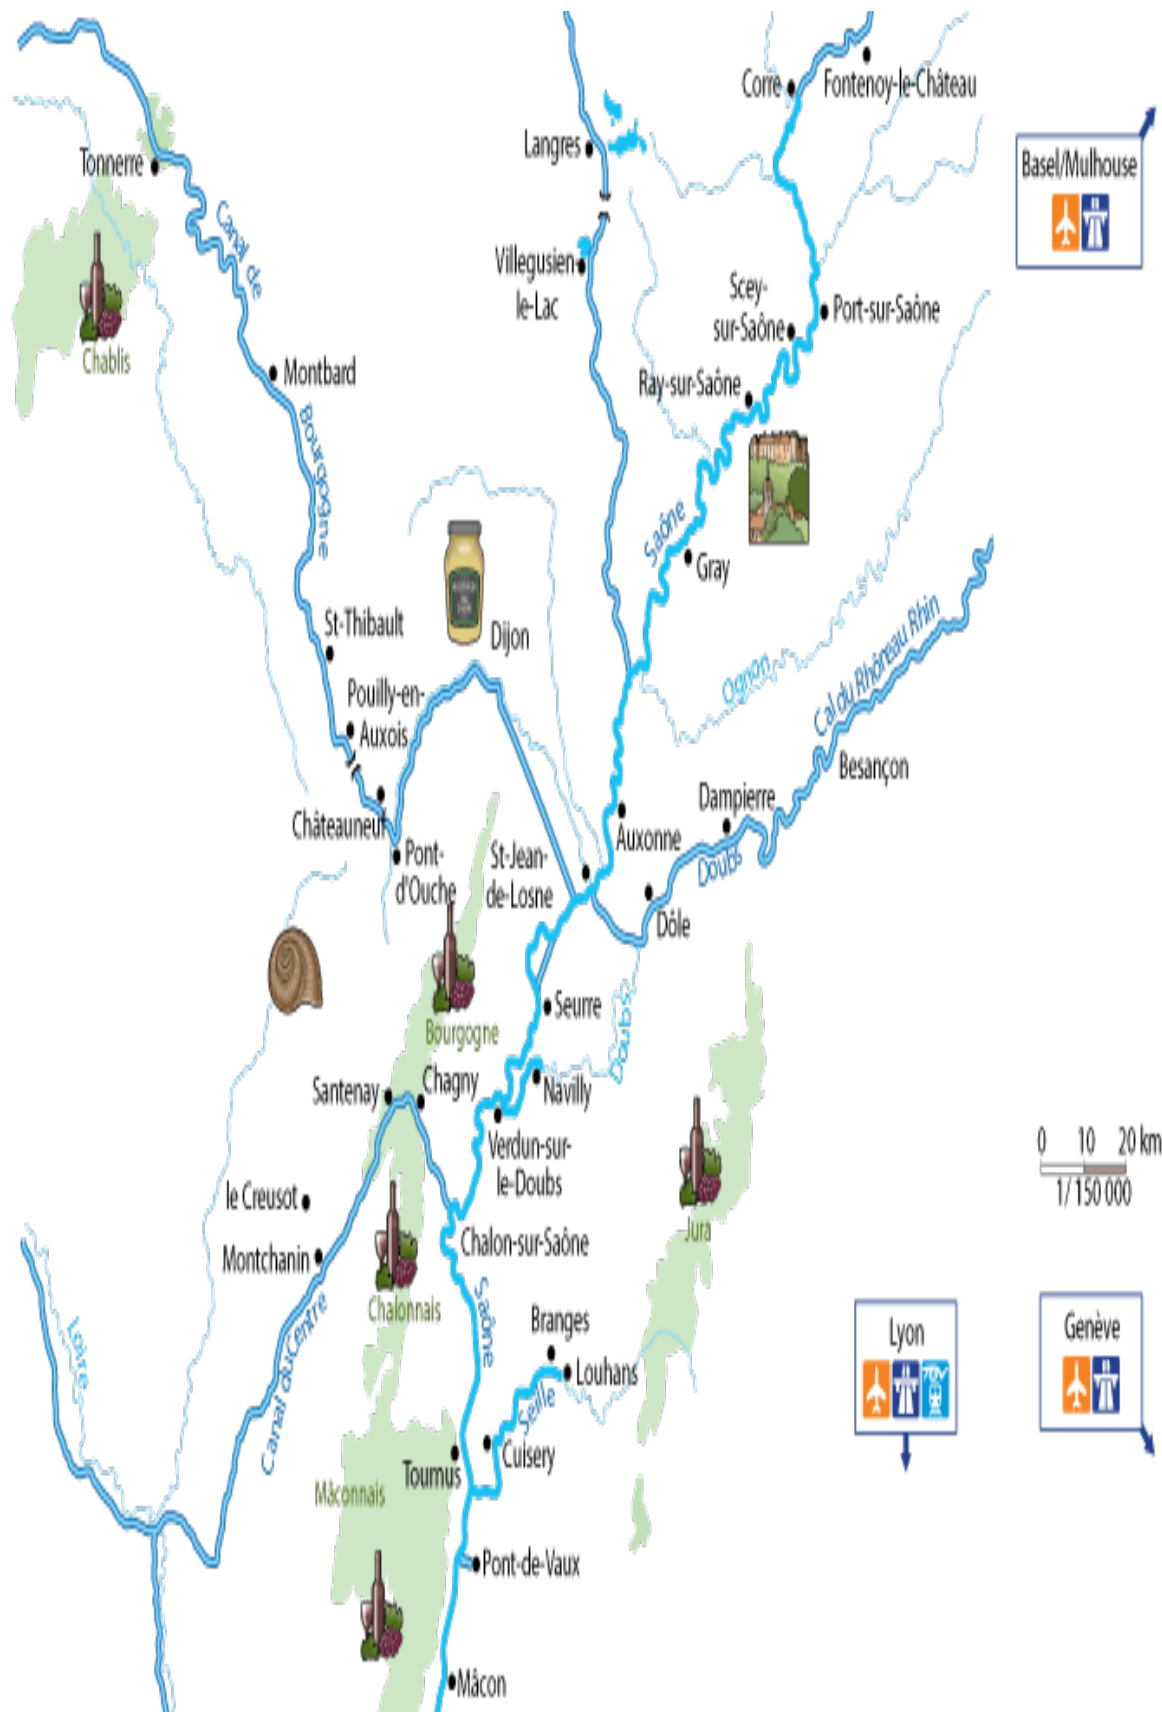 Corre
Fontenoy-le-Château
Langres
Tonnerre
Basel/Mulhouse
Canal de
Villegusien-
le-Lac
Scey-
sur-Saône
Port-sur-Saône
Chablis
Montbard
Ray-sur-Saône
Bourgogne
Saône
Gray
St-Thibault
Dijon
Ognon
Cal du Rhône au Rhin
Pouilly-en-
Auxois
Besançon
Dampierre
Châteauneuf
Auxonne
Pont-
d'Ouche
St-Jean-
de-Losne
Doubs
Dôle
Seurre
Bourgogne
Doubs
Santenay
Chagny
Navilly
Verdun-sur-
le-Doubs
0 10 20 km
1/ 150 000
le Creusot
Jura
Montchanin
Chalon-sur-Saône
Chalonnais
Saône
Loire
Canal du Centre
Branges
Louhans
Lyon
TGV
Genève
Seille
Cuisery
Tournus
Mâconnais
Pont-de-Vaux
Mâcon